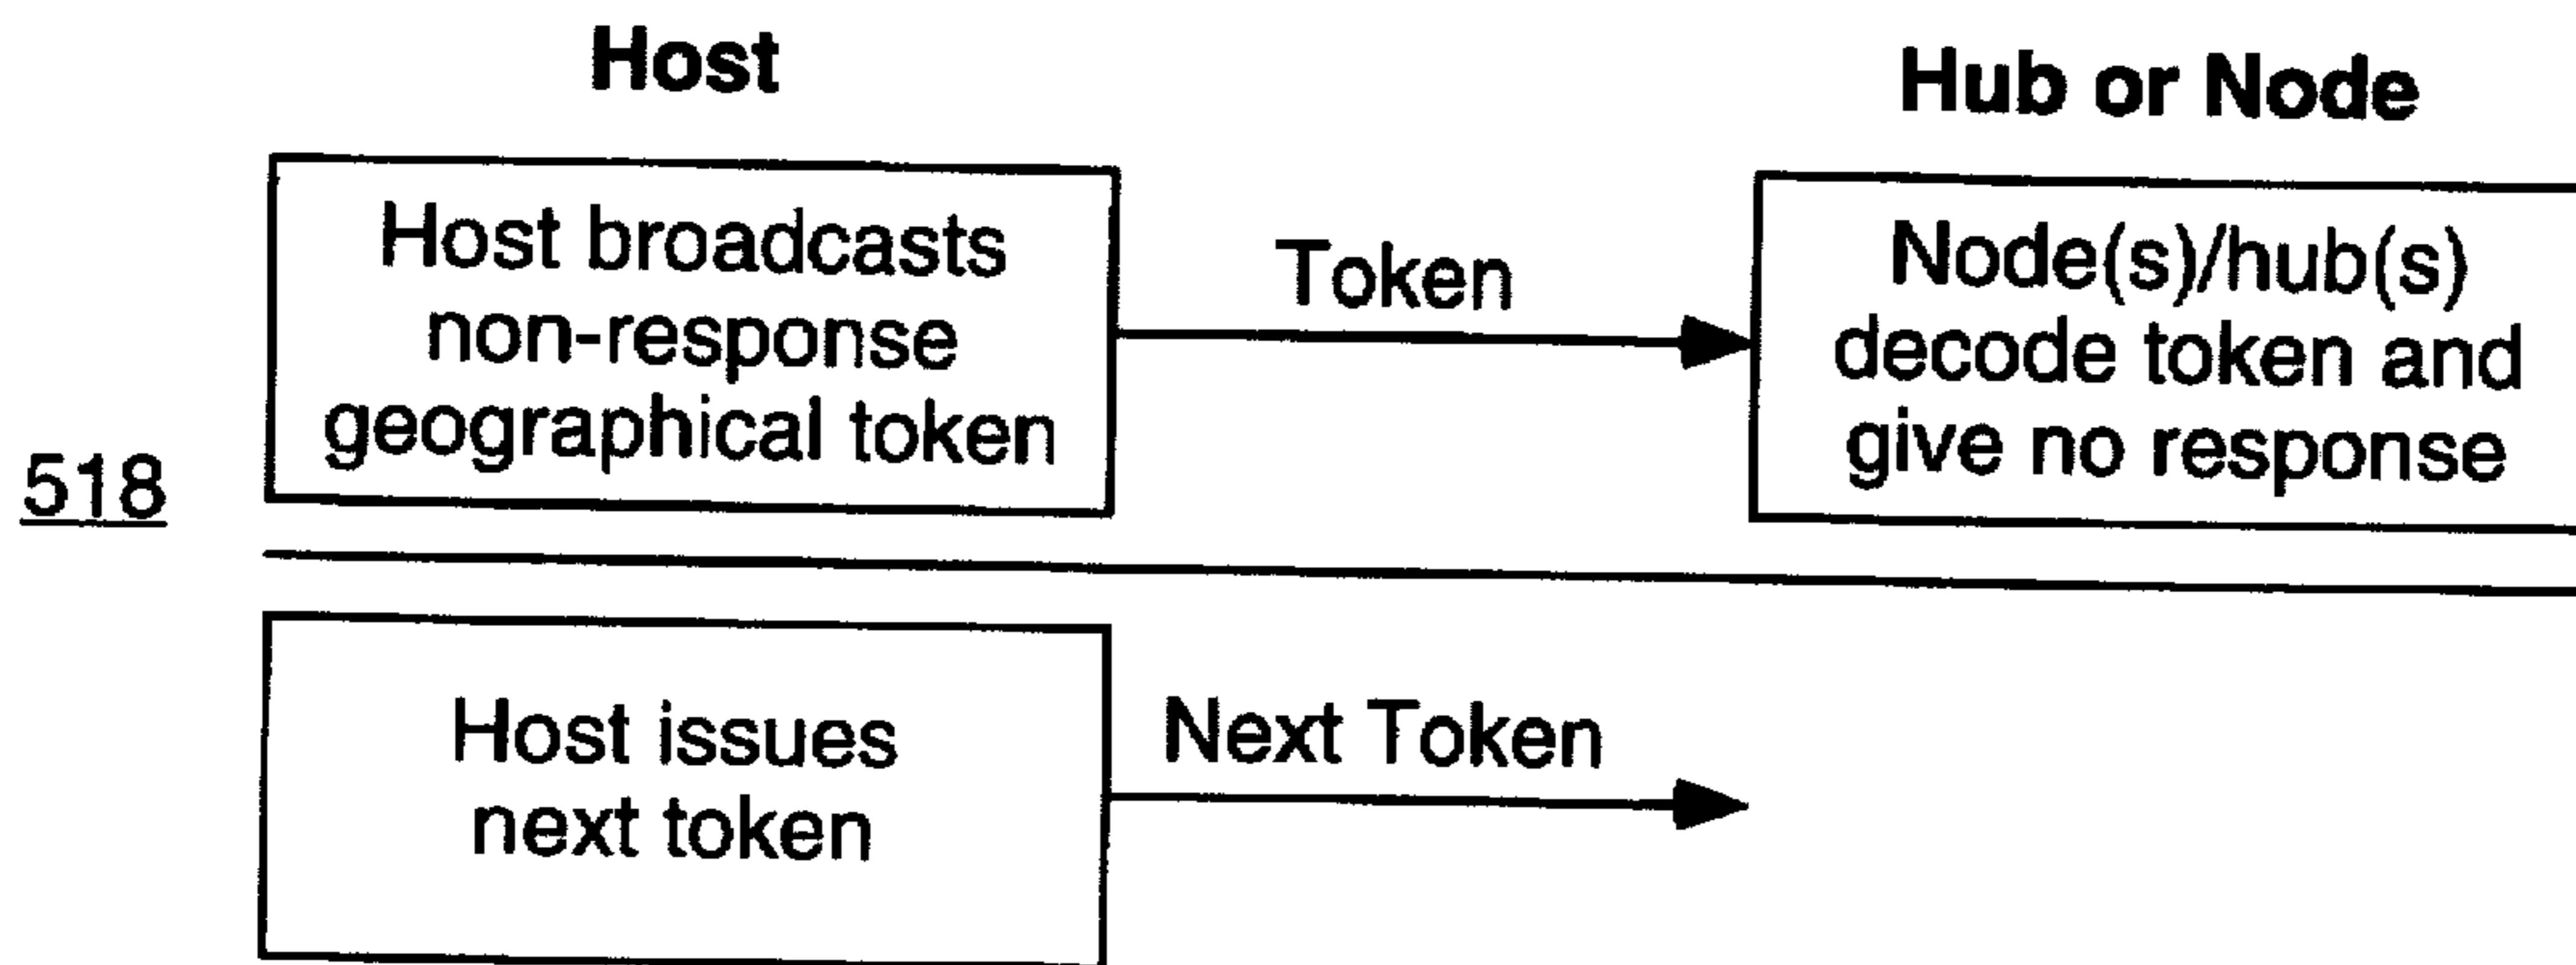 Host
Hub or Node
Host broadcasts
non-response
geographical token
Token
Node(s)/hub(s)
decode token and
give no response
518
Host issues
next token
Next Token